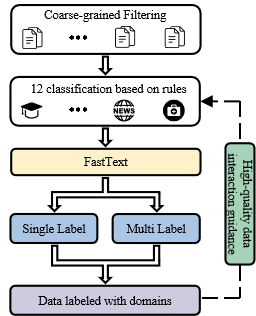 Coarse-grained Filtering
12 classification based on rules
NEWS
FastText
Single Label
Multi Label
Data labeled with domains
High-quality data
interaction guidance